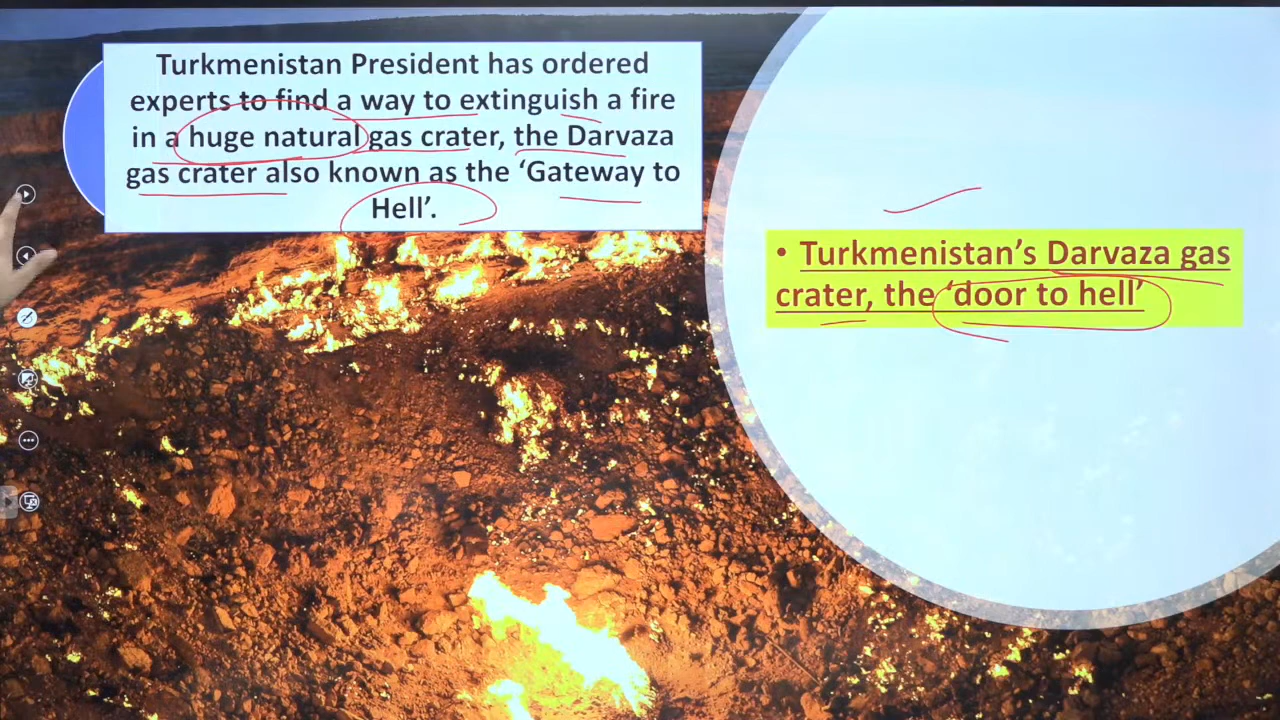 Turkmenistan President has ordered
experts to find a way to extinguish a fire
in a huge natural gas crater, the Darvaza
gas crater also known as the ‘Gateway to
Hell’.
• Turkmenistan’s Darvaza gas
crater, the ‘door to hell’